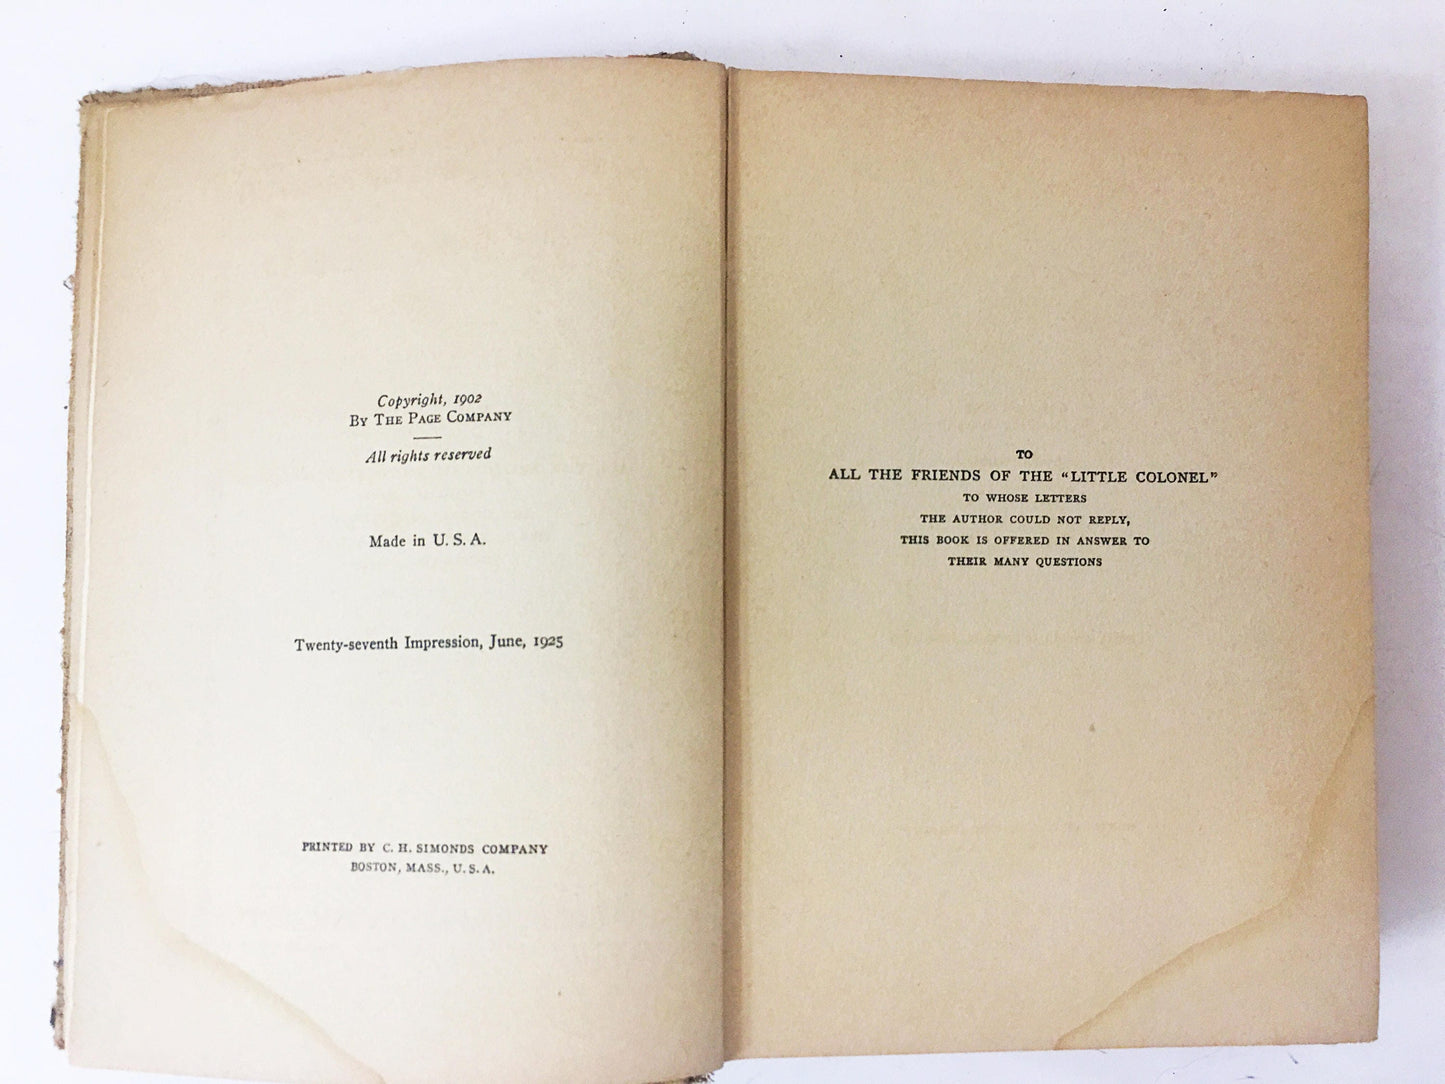 Copyright, 1902
BY THE PAGE COMPANY
All rights reserved
Made in U. S. A.
Twenty-seventh Impression, June, 1925
PRINTED BY C. H. SIMONDS COMPANY
BOSTON, MASS., U. S. A.
TO
ALL THE FRIENDS OF THE "LITTLE COLONEL"
TO WHOSE LETTERS
THE AUTHOR COULD NOT REPLY,
THIS BOOK IS OFFERED IN ANSWER TO
THEIR MANY QUESTIONS